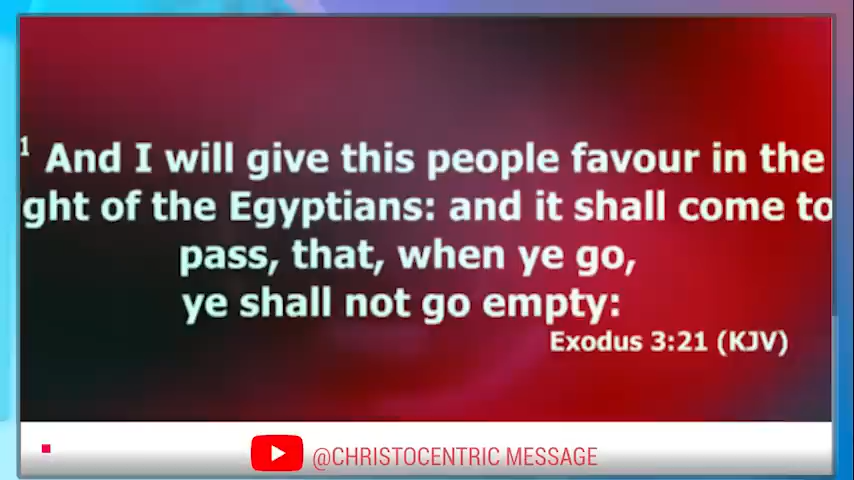 1 And I will give this people favour in the
ght of the Egyptians: and it shall come to
pass, that, when ye go,
ye shall not go empty:
Exodus 3:21 (KJV)
@CHRISTOCENTRIC MESSAGE